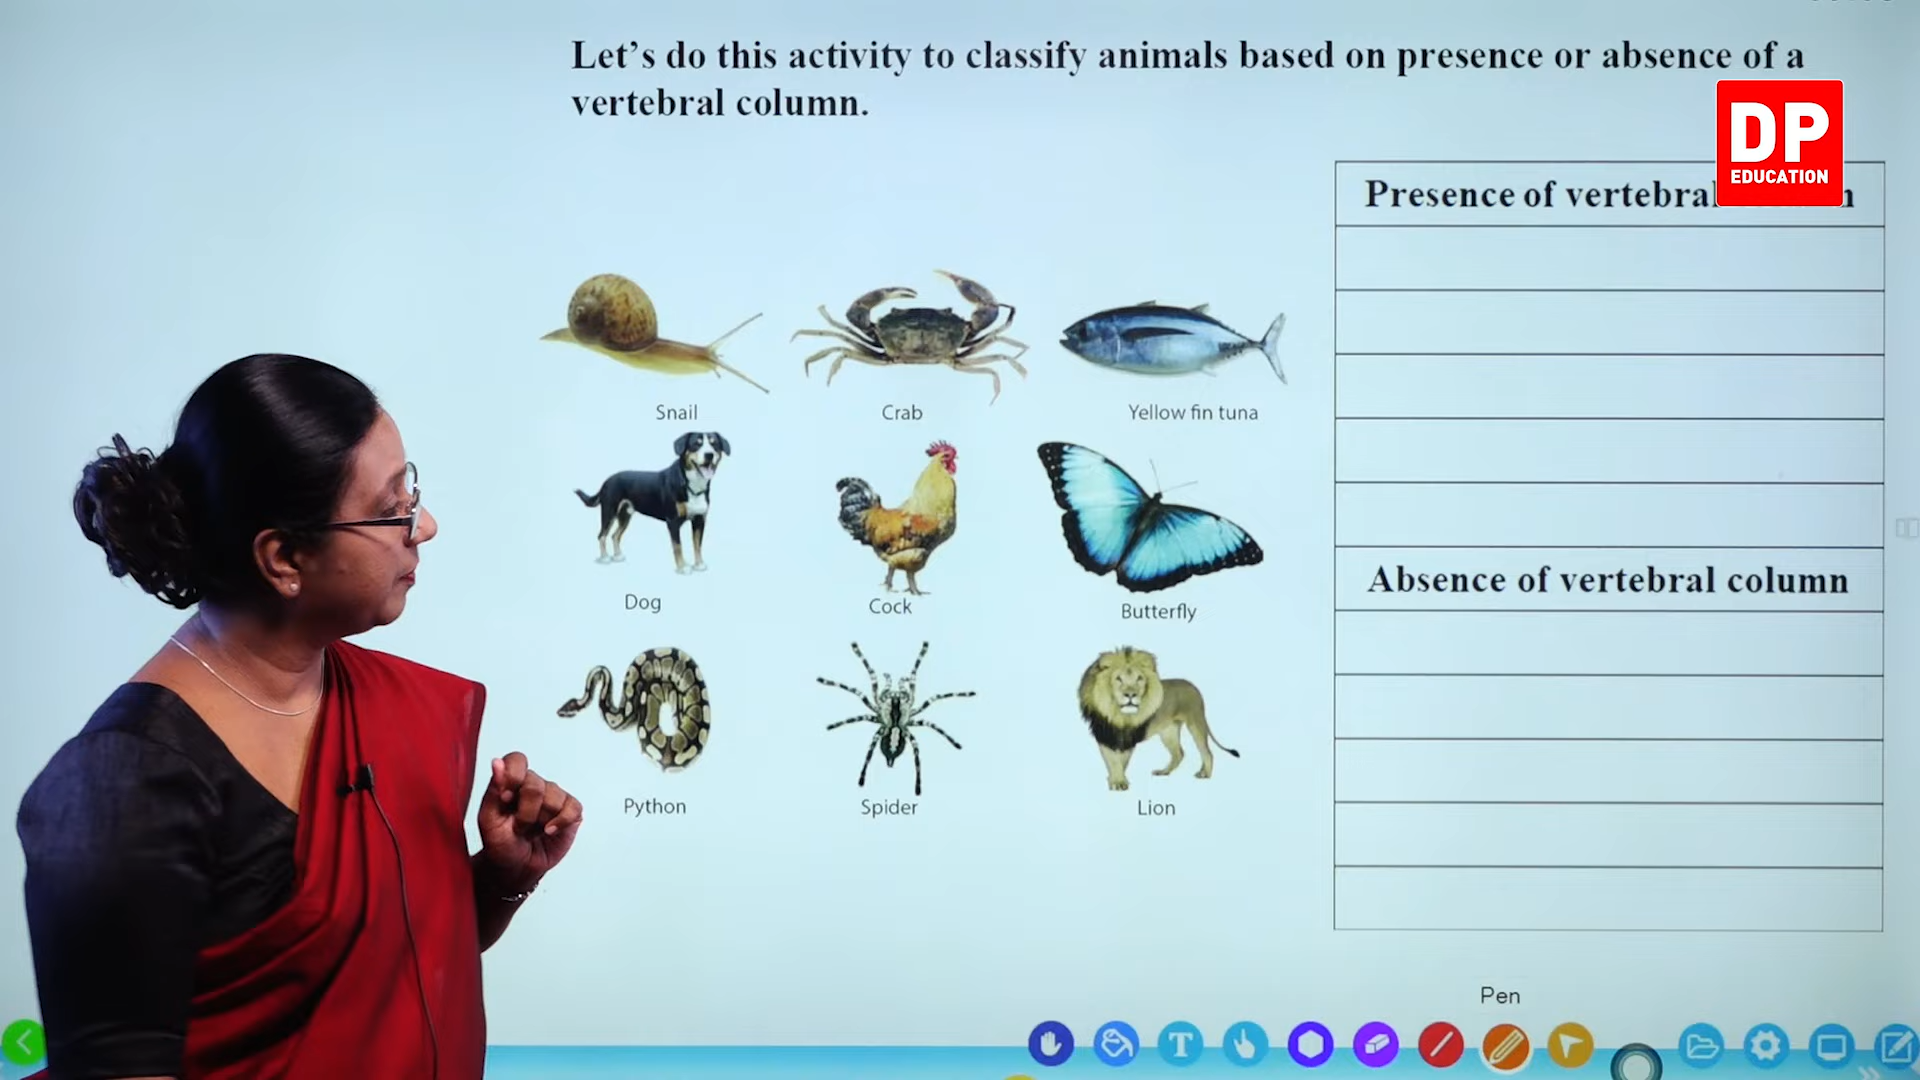 Let's do this activity to classify animals based on presence or absence of a
vertebral column.
DP
EDUCATION
Presence of vertebral
Snail
Crab
Yellow fin tuna
Dog
Cock
Butterfly
Absence of vertebral column
Python
Spider
Lion
Pen
T